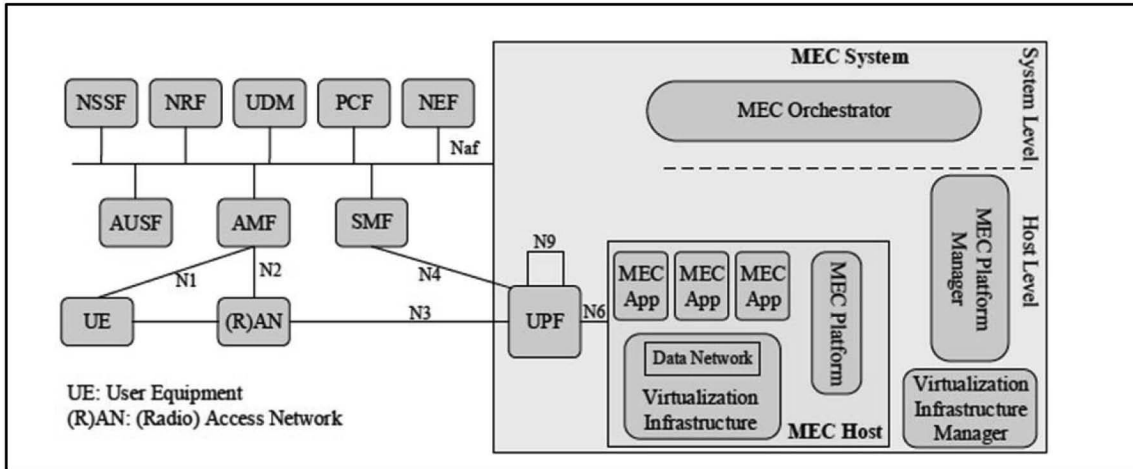 MEC System
System Level
NSSF
NRF
UDM
PCF
NEF
MEC Orchestrator
Naf
AUSF
AMF
SMF
MEC Platform
Manager
Host Level
N1
N2
N4
N9
UE
(R)AN
N3
UPF
N6
MEC
App
MEC
App
MEC
App
MEC Platform
Data Network
Virtualization
Infrastructure
MEC Host
Virtualization
Infrastructure
Manager
UE: User Equipment
(R)AN: (Radio) Access Network